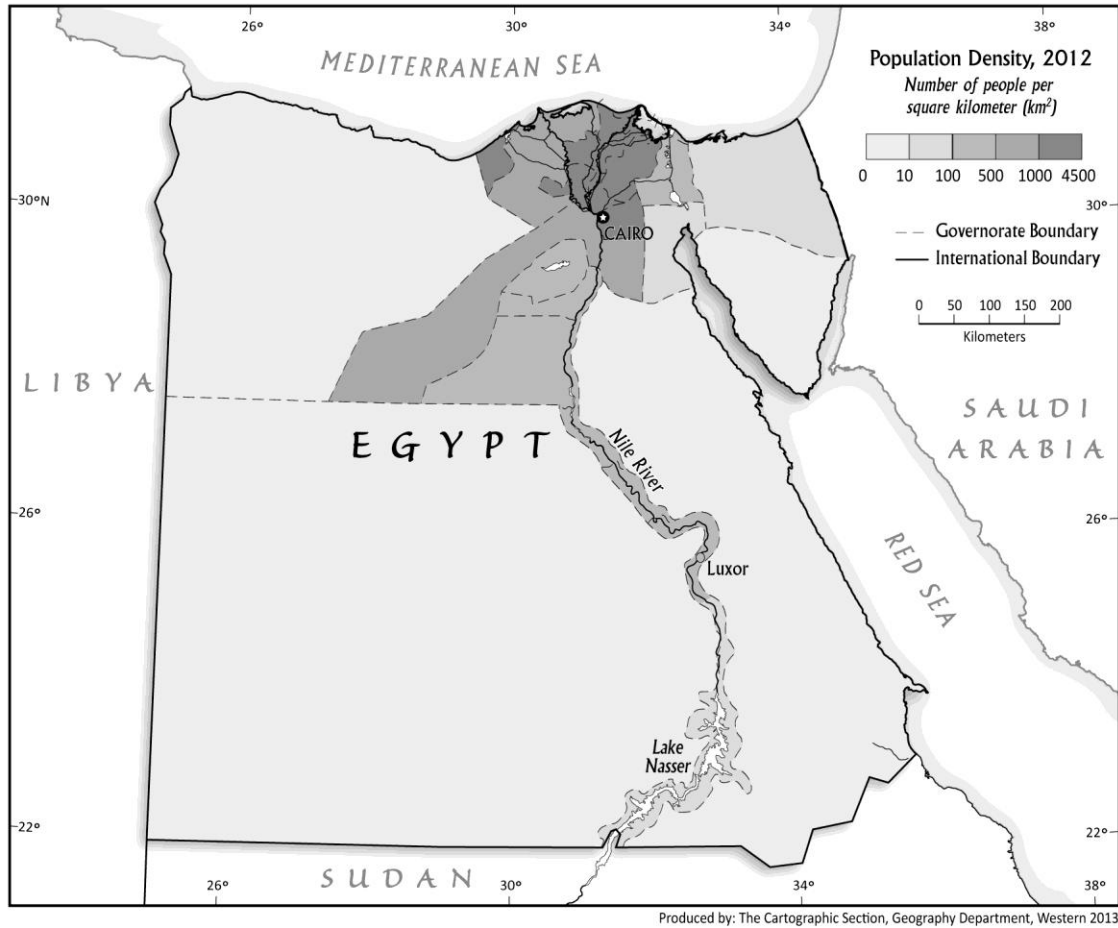 26°
30°
34°
38°
MEDITERRANEAN SEA
Population Density, 2012
Number of people per
square kilometer (km²)
0 10 100 500 1000 4500
30°N
30°
Governorate Boundary
International Boundary
CAIRO
0 50 100 150 200
Kilometers
LIBYA
SAUDI
ARABIA
EGYPT
Nile River
26°
26°
RED SEA
Luxor
Lake
Nasser
22°
22°
SUDAN
26°
30°
34°
38°
Produced by: The Cartographic Section, Geography Department, Western 2013